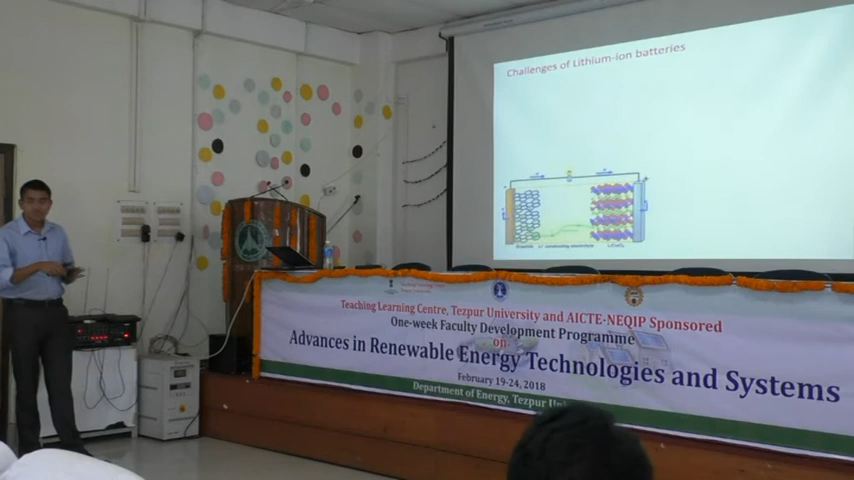 Challenges of Lithium-ion batteries
Teaching Learning Centre, Tezpur University and AICTE-NEQIP Sponsored
One-week Faculty Development Programme
on
Advances in Renewable Energy Technologies and Systems
February 19-24, 2018
Department of Energy, Tezpur